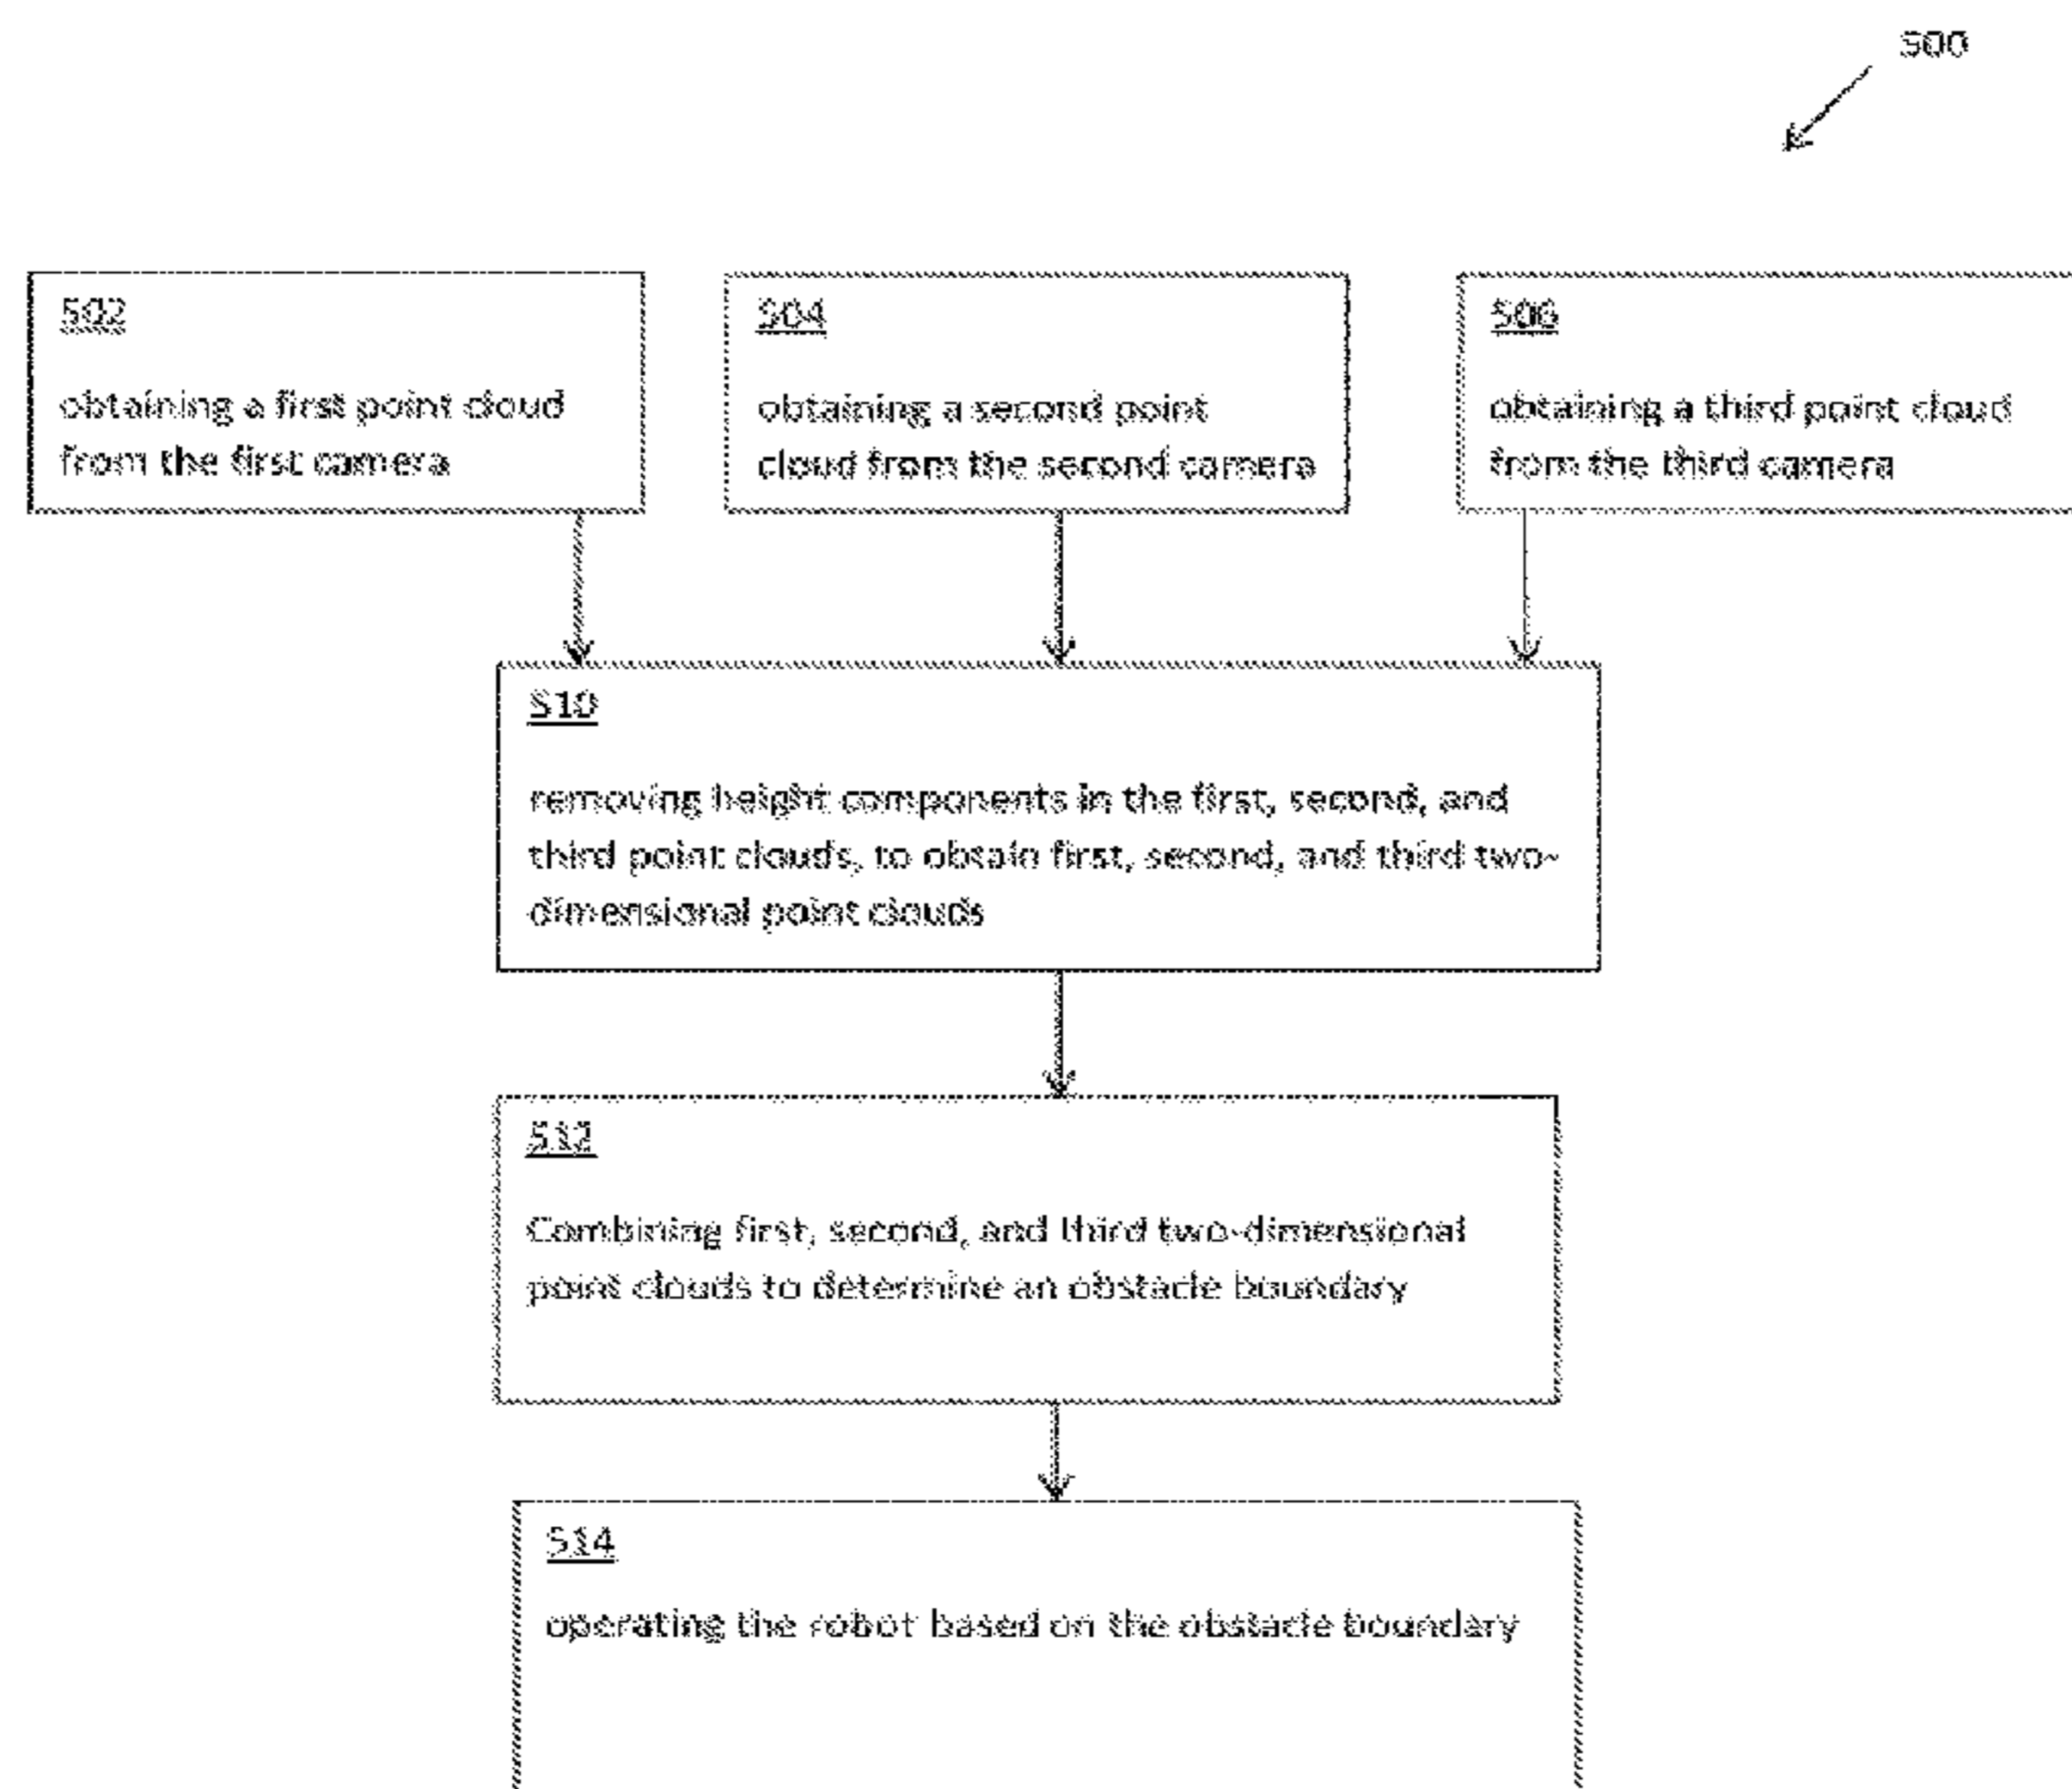 500
502
obtaining a first point cloud
from the first camera
504
obtaining a second point
cloud from the second camera
506
obtaining a third point cloud
from the third camera
510
removing height components in the first, second, and
third point clouds, to obtain first, second, and third two-
dimensional point clouds
512
Combining first, second, and third two-dimensional
point clouds to determine an obstacle boundary
514
operating the robot based on the obstacle boundary